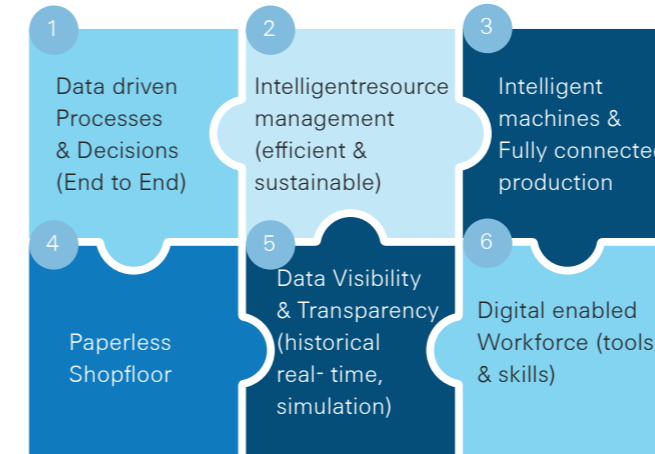 1
Data driven
Processes
& Decisions
(End to End)
2
Intelligentresource
management
(efficient &
sustainable)
3
Intelligent
machines &
Fully connected
production
4
Paperless
Shopfloor
5
Data Visibility
& Transparency
(historical
real- time,
simulation)
6
Digital enabled
Workforce (tools
& skills)